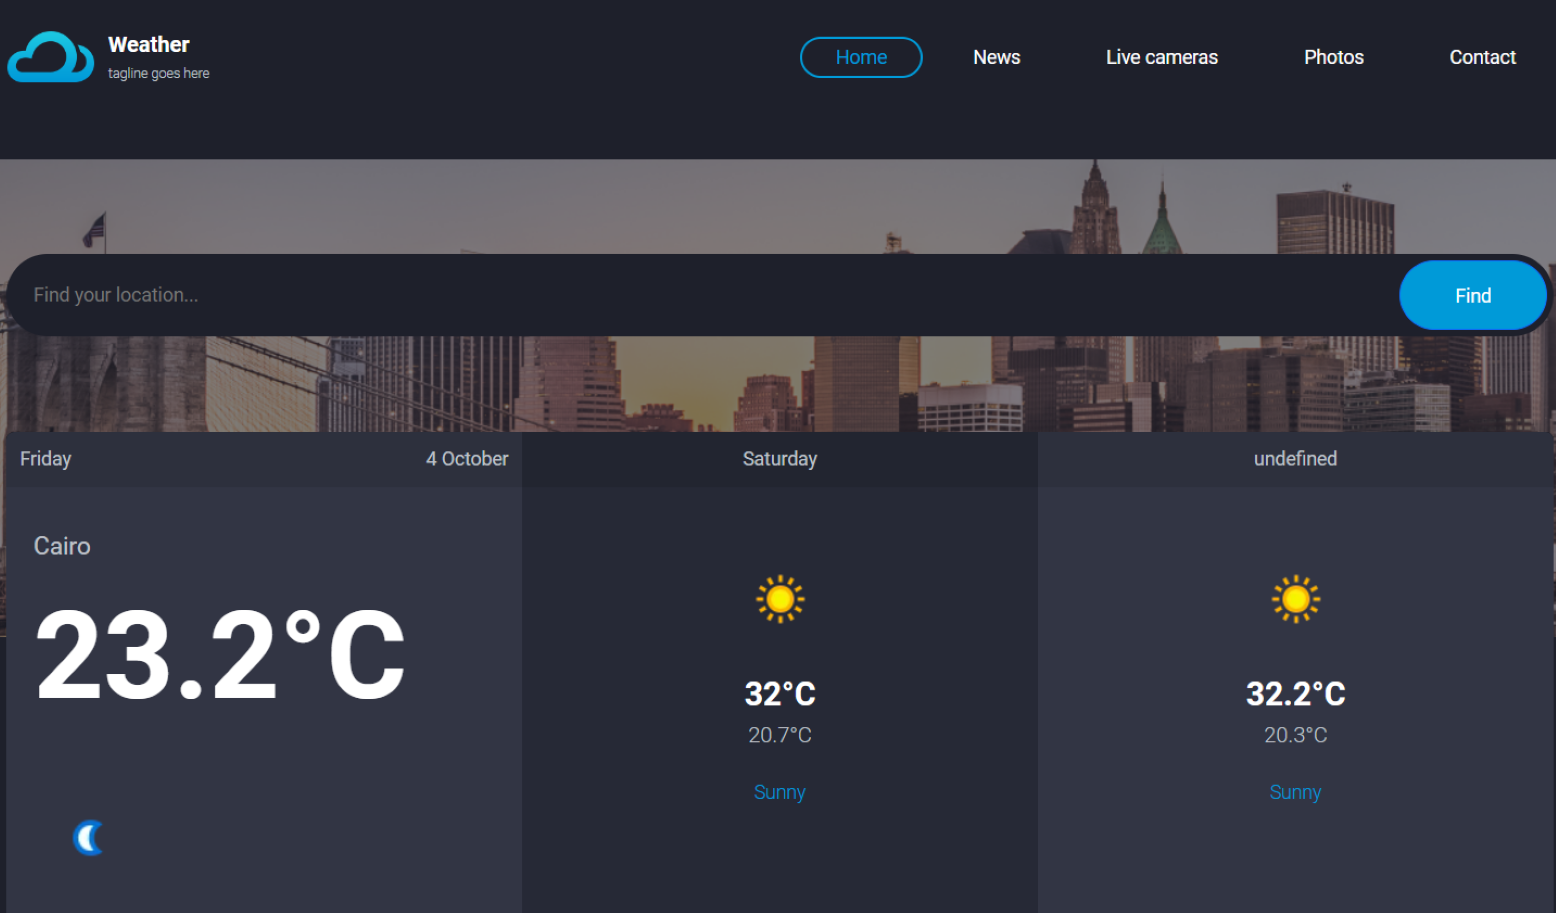 Weather
tagline goes here
Home
News
Live cameras
Photos
Contact
Find your location...
Find
Friday
4 October
Cairo
23.2°C
Saturday
32°C
20.7°C
Sunny
undefined
32.2°C
20.3°C
Sunny